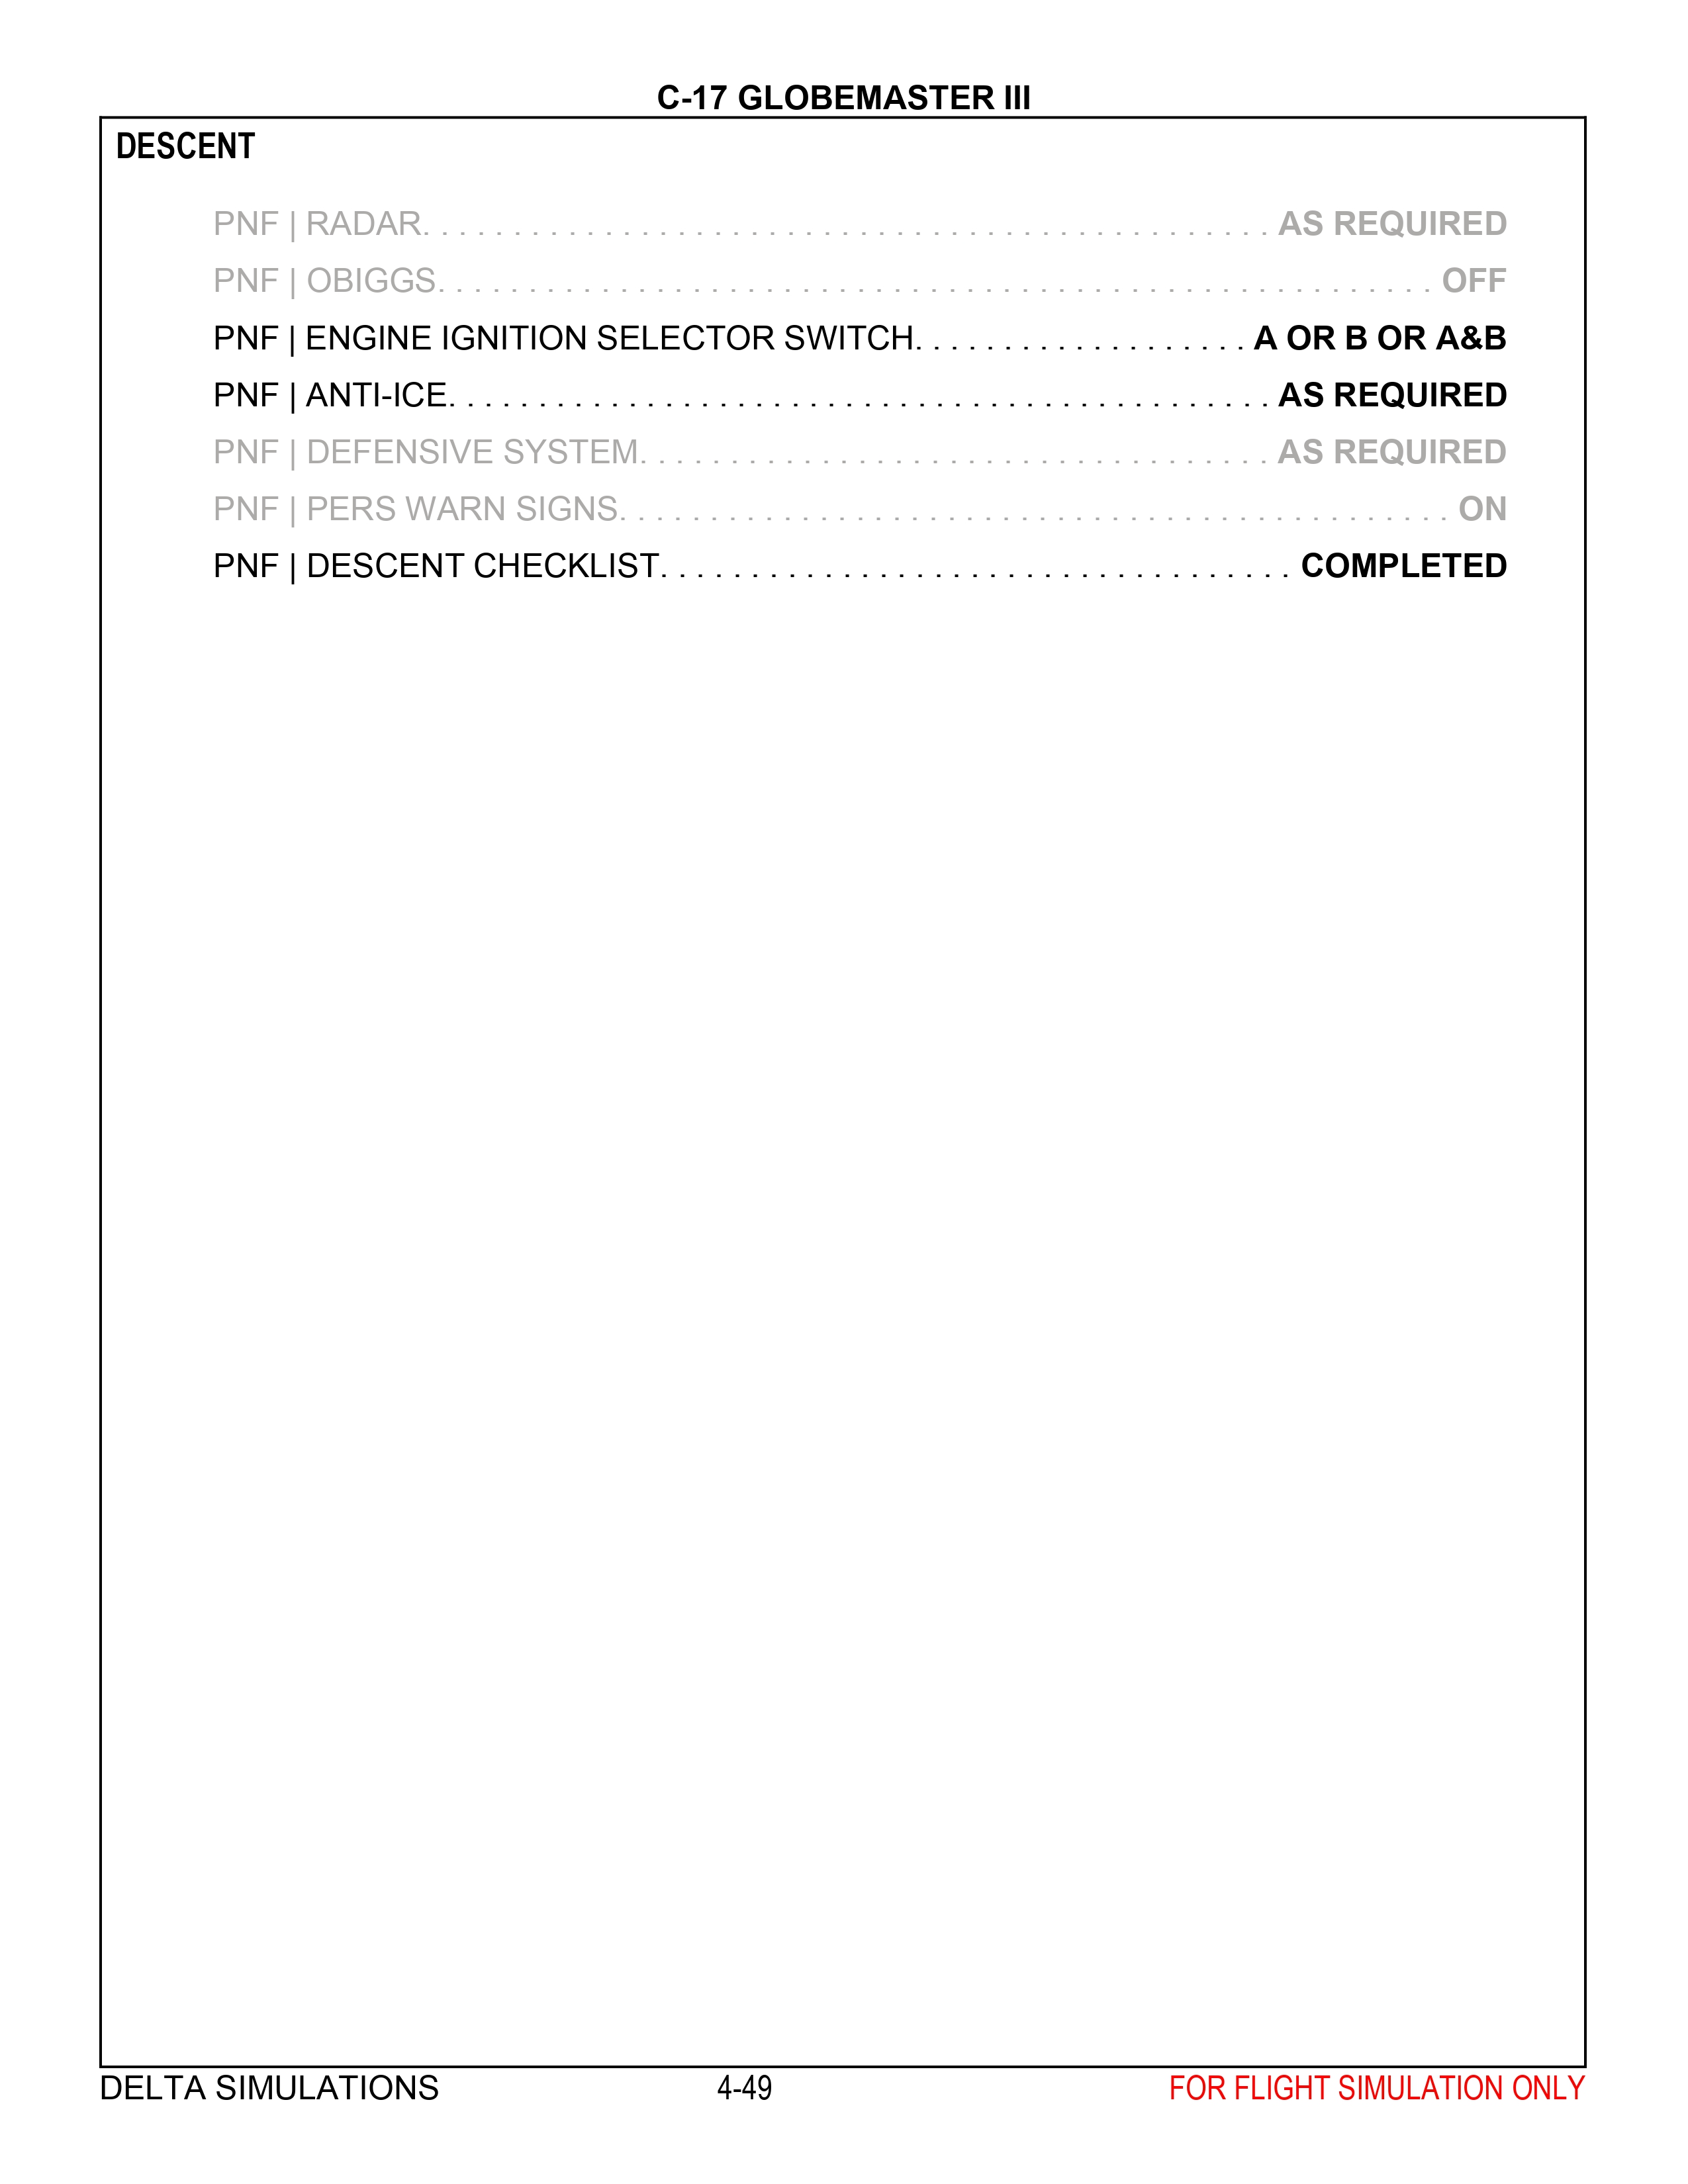 C-17 GLOBEMASTER III
DESCENT
PNF | RADAR. . . . . . . . . . . . . . . . . . . . . . . . . . . . . . . . . . . . . . . . . . . . . . . AS REQUIRED
PNF | OBIGGS. . . . . . . . . . . . . . . . . . . . . . . . . . . . . . . . . . . . . . . . . . . . . . . . . . . . . . . OFF
PNF | ENGINE IGNITION SELECTOR SWITCH. . . . . . . . . . . . . . . . . . . A OR B OR A&B
PNF | ANTI-ICE. . . . . . . . . . . . . . . . . . . . . . . . . . . . . . . . . . . . . . . . . . . . . . AS REQUIRED
PNF | DEFENSIVE SYSTEM. . . . . . . . . . . . . . . . . . . . . . . . . . . . . . . . . . . AS REQUIRED
PNF | PERS WARN SIGNS. . . . . . . . . . . . . . . . . . . . . . . . . . . . . . . . . . . . . . . . . . . . . . ON
PNF | DESCENT CHECKLIST. . . . . . . . . . . . . . . . . . . . . . . . . . . . . . . . . . . COMPLETED
DELTA SIMULATIONS 4-49 FOR FLIGHT SIMULATION ONLY